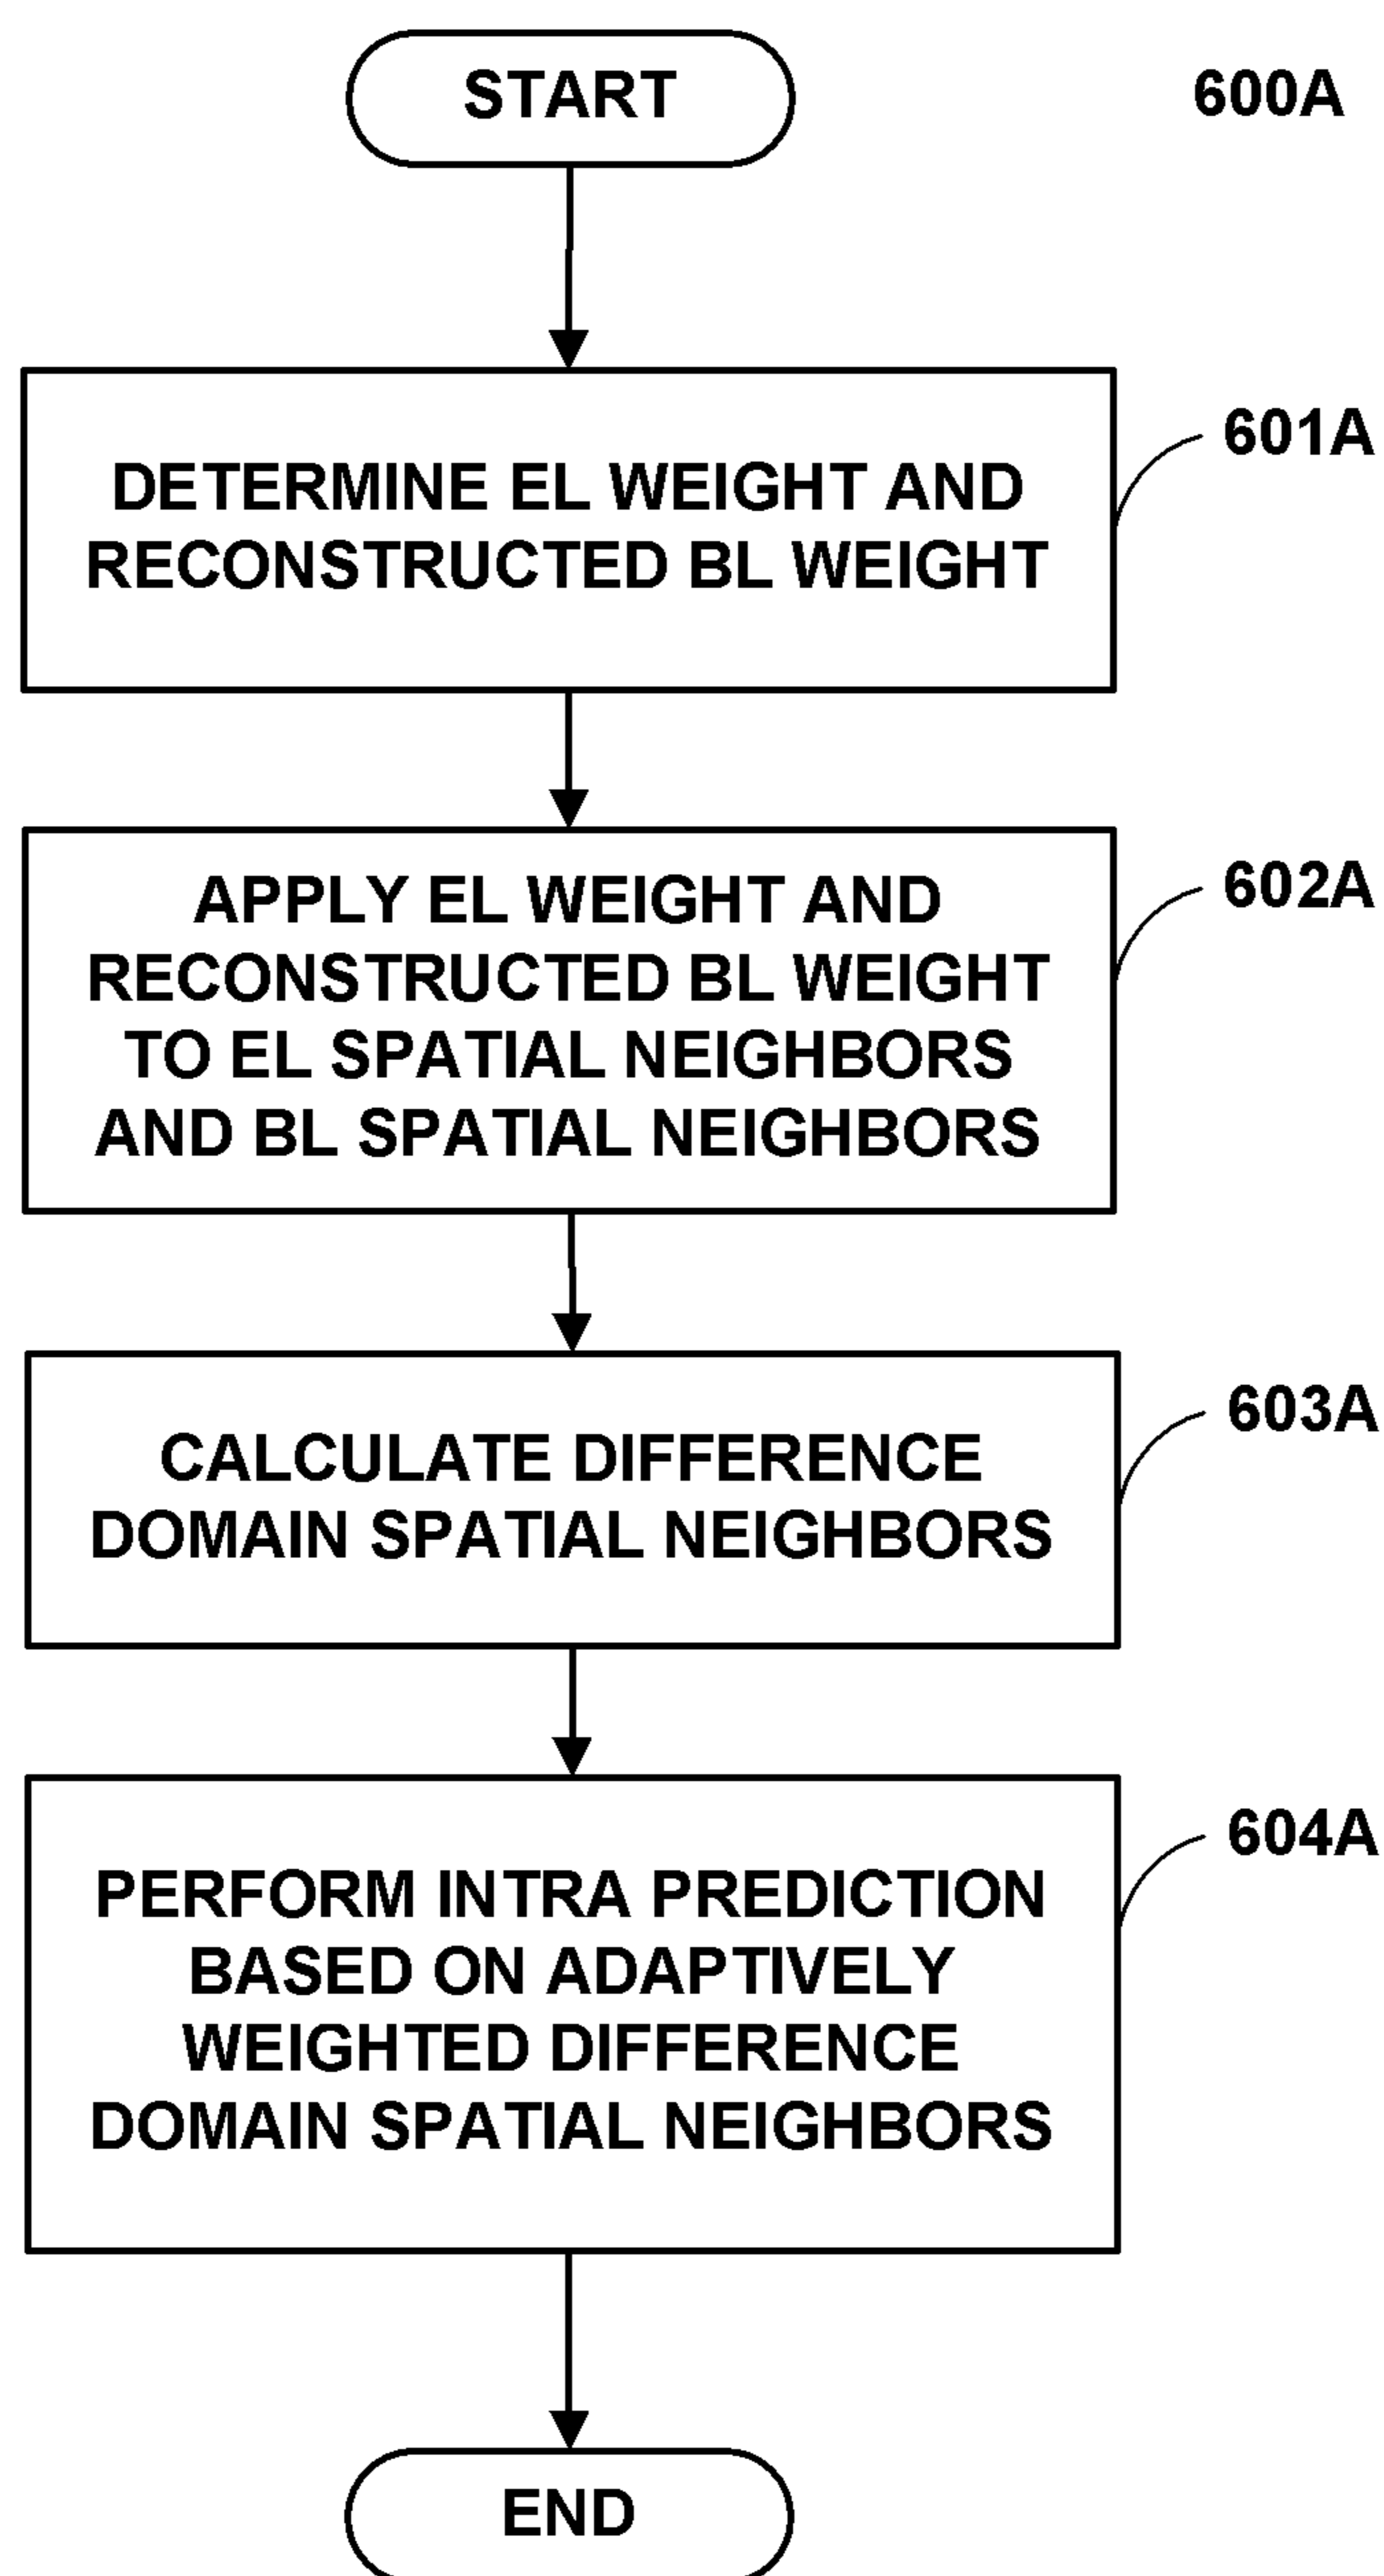 START
600A
601A
DETERMINE EL WEIGHT AND
RECONSTRUCTED BL WEIGHT
602A
APPLY EL WEIGHT AND
RECONSTRUCTED BL WEIGHT
TO EL SPATIAL NEIGHBORS
AND BL SPATIAL NEIGHBORS
603A
CALCULATE DIFFERENCE
DOMAIN SPATIAL NEIGHBORS
604A
PERFORM INTRA PREDICTION
BASED ON ADAPTIVELY
WEIGHTED DIFFERENCE
DOMAIN SPATIAL NEIGHBORS
END